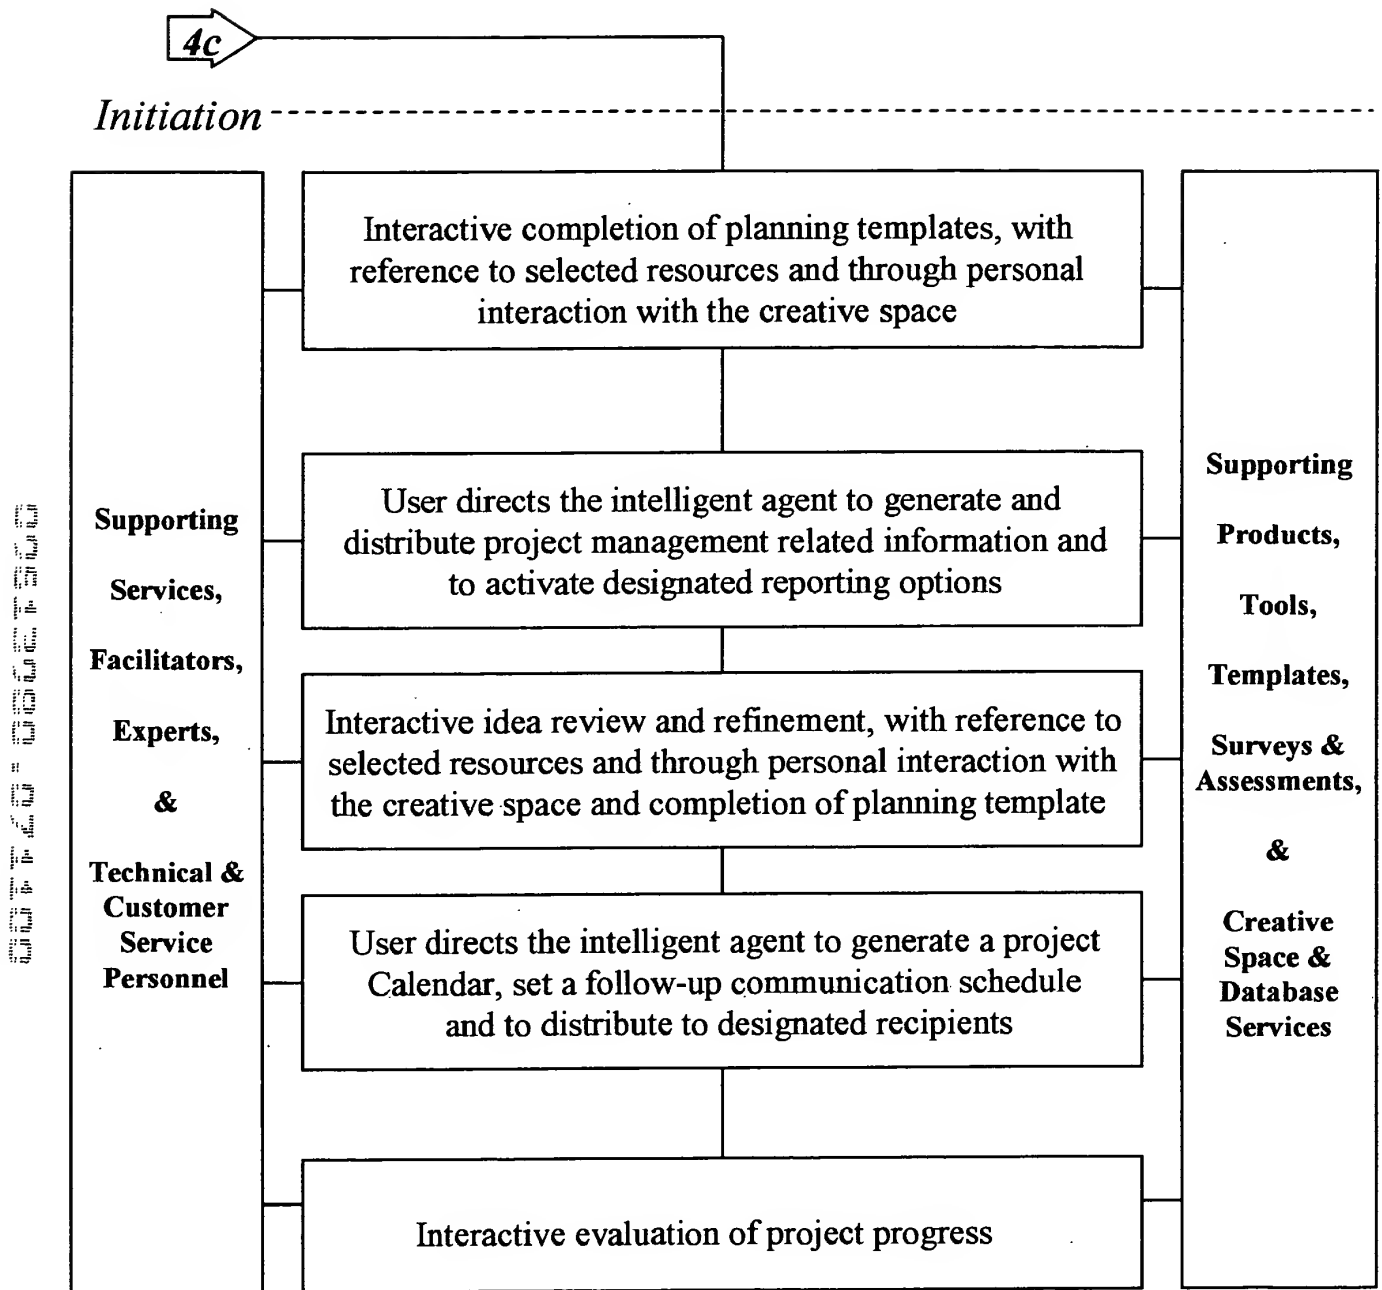 4c
Initiation
Interactive completion of planning templates, with
reference to selected resources and through personal
interaction with the creative space
User directs the intelligent agent to generate and
distribute project management related information and
to activate designated reporting options
Interactive idea review and refinement, with reference to
selected resources and through personal interaction with
the creative space and completion of planning template
User directs the intelligent agent to generate a project
Calendar, set a follow-up communication schedule
and to distribute to designated recipients
Interactive evaluation of project progress
Supporting
Services,
Facilitators,
Experts,
&
Technical &
Customer
Service
Personnel
Supporting
Products,
Tools,
Templates,
Surveys &
Assessments,
&
Creative
Space &
Database
Services